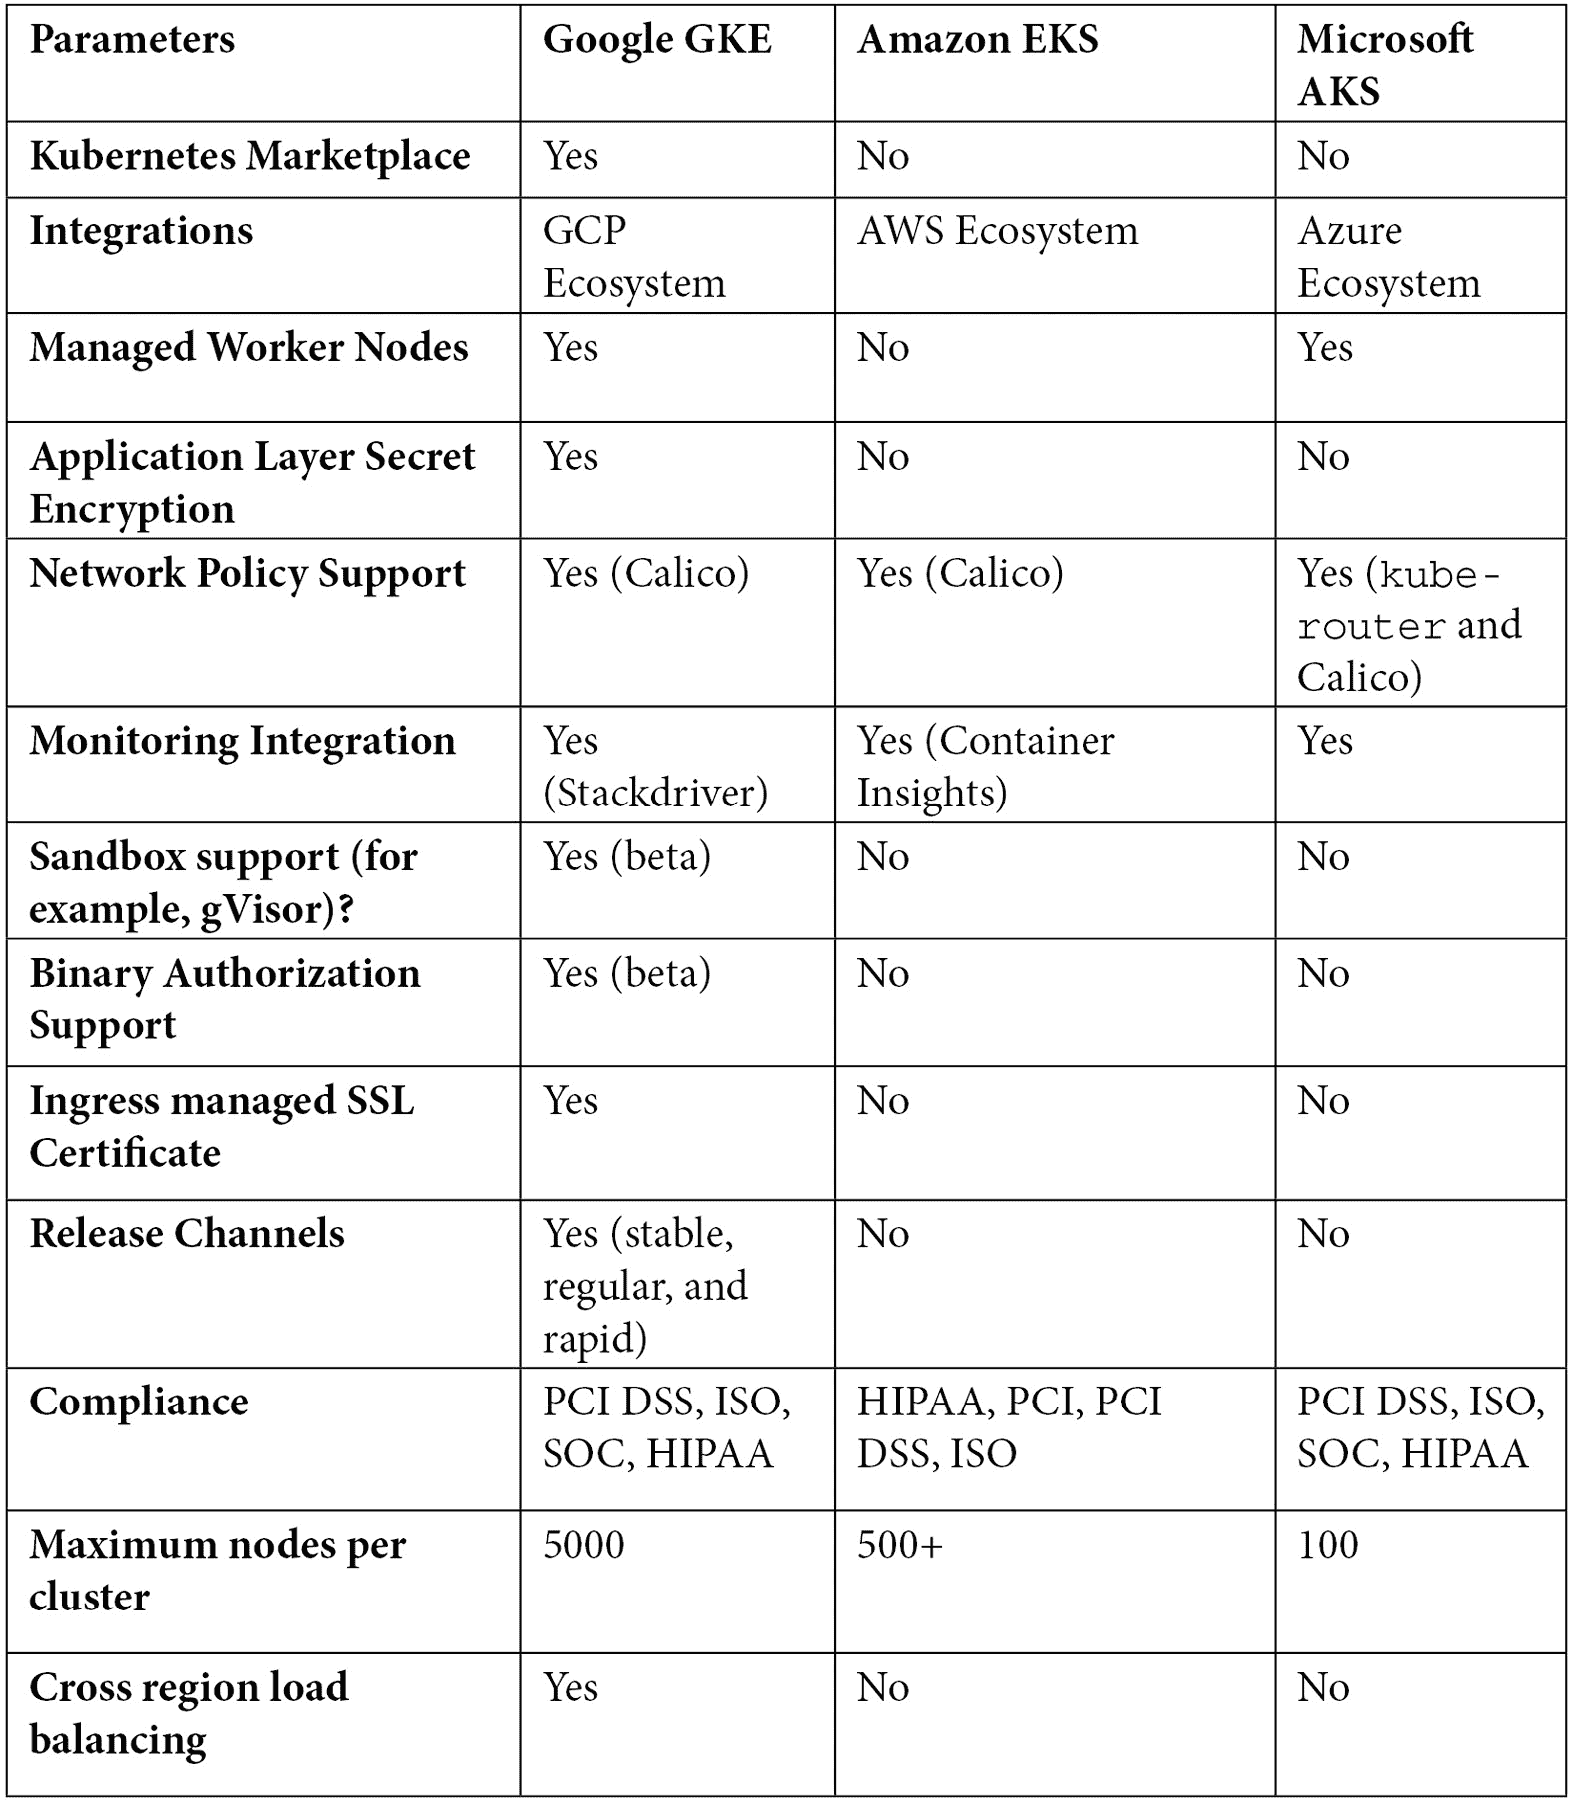 Parameters
Google GKE
Amazon EKS
Microsoft
AKS
Kubernetes Marketplace
Yes
No
No
Integrations
GCP
Ecosystem
AWS Ecosystem
Azure
Ecosystem
Managed Worker Nodes
Yes
No
Yes
Application Layer Secret
Encryption
Yes
No
No
Network Policy Support
Yes (Calico)
Yes (Calico)
Yes (kube-
router and
Calico)
Monitoring Integration
Yes
(Stackdriver)
Yes (Container
Insights)
Yes
Sandbox support (for
example, gVisor)?
Yes (beta)
No
No
Binary Authorization
Support
Yes (beta)
No
No
Ingress managed SSL
Certificate
Yes
No
No
Release Channels
Yes (stable,
regular, and
rapid)
No
No
Compliance
PCI DSS, ISO,
SOC, HIPAA
HIPAA, PCI, PCI
DSS, ISO
PCI DSS, ISO,
SOC, HIPAA
Maximum nodes per
cluster
5000
500+
100
Cross region load
balancing
Yes
No
No